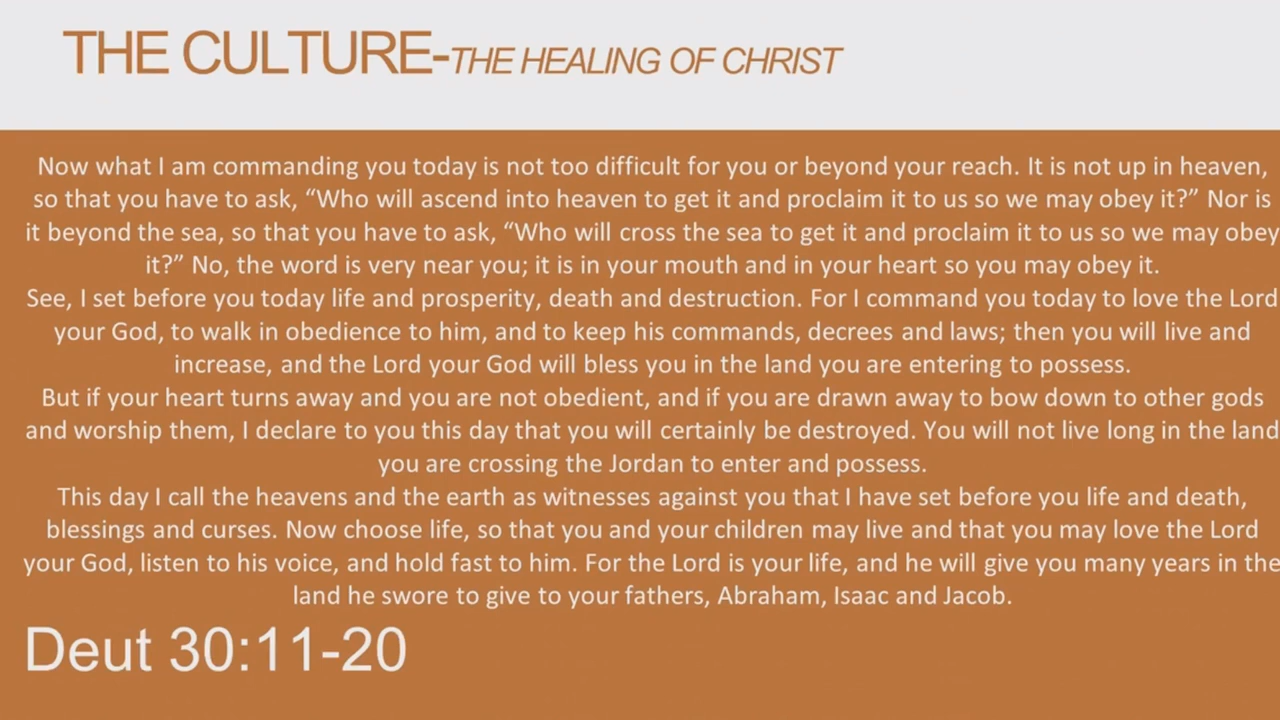 THE CULTURE-THE HEALING OF CHRIST
Now what I am commanding you today is not too difficult for you or beyond your reach. It is not up in heaven,
so that you have to ask, “Who will ascend into heaven to get it and proclaim it to us so we may obey it?” Nor is
it beyond the sea, so that you have to ask, “Who will cross the sea to get it and proclaim it to us so we may obey
it?” No, the word is very near you; it is in your mouth and in your heart so you may obey it.
See, I set before you today life and prosperity, death and destruction. For I command you today to love the Lord
your God, to walk in obedience to him, and to keep his commands, decrees and laws; then you will live and
increase, and the Lord your God will bless you in the land you are entering to possess.
But if your heart turns away and you are not obedient, and if you are drawn away to bow down to other gods
and worship them, I declare to you this day that you will certainly be destroyed. You will not live long in the land
you are crossing the Jordan to enter and possess.
This day I call the heavens and the earth as witnesses against you that I have set before you life and death,
blessings and curses. Now choose life, so that you and your children may live and that you may love the Lord
your God, listen to his voice, and hold fast to him. For the Lord is your life, and he will give you many years in the
land he swore to give to your fathers, Abraham, Isaac and Jacob.
Deut 30:11-20